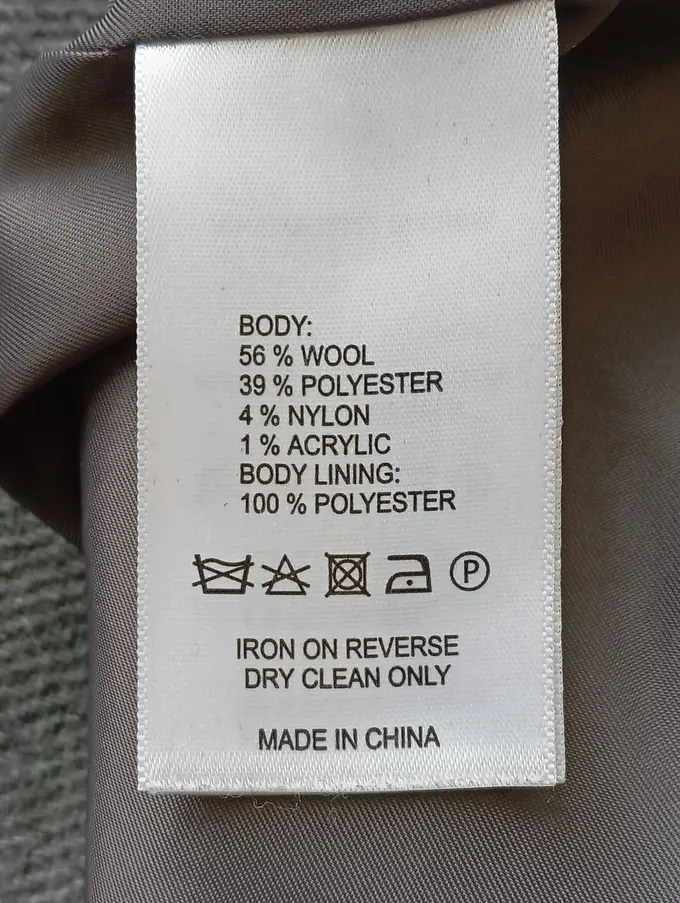 BODY:
56 % WOOL
39 % POLYESTER
4 % NYLON
1 % ACRYLIC
BODY LINING:
100 % POLYESTER
P
IRON ON REVERSE
DRY CLEAN ONLY
MADE IN CHINA